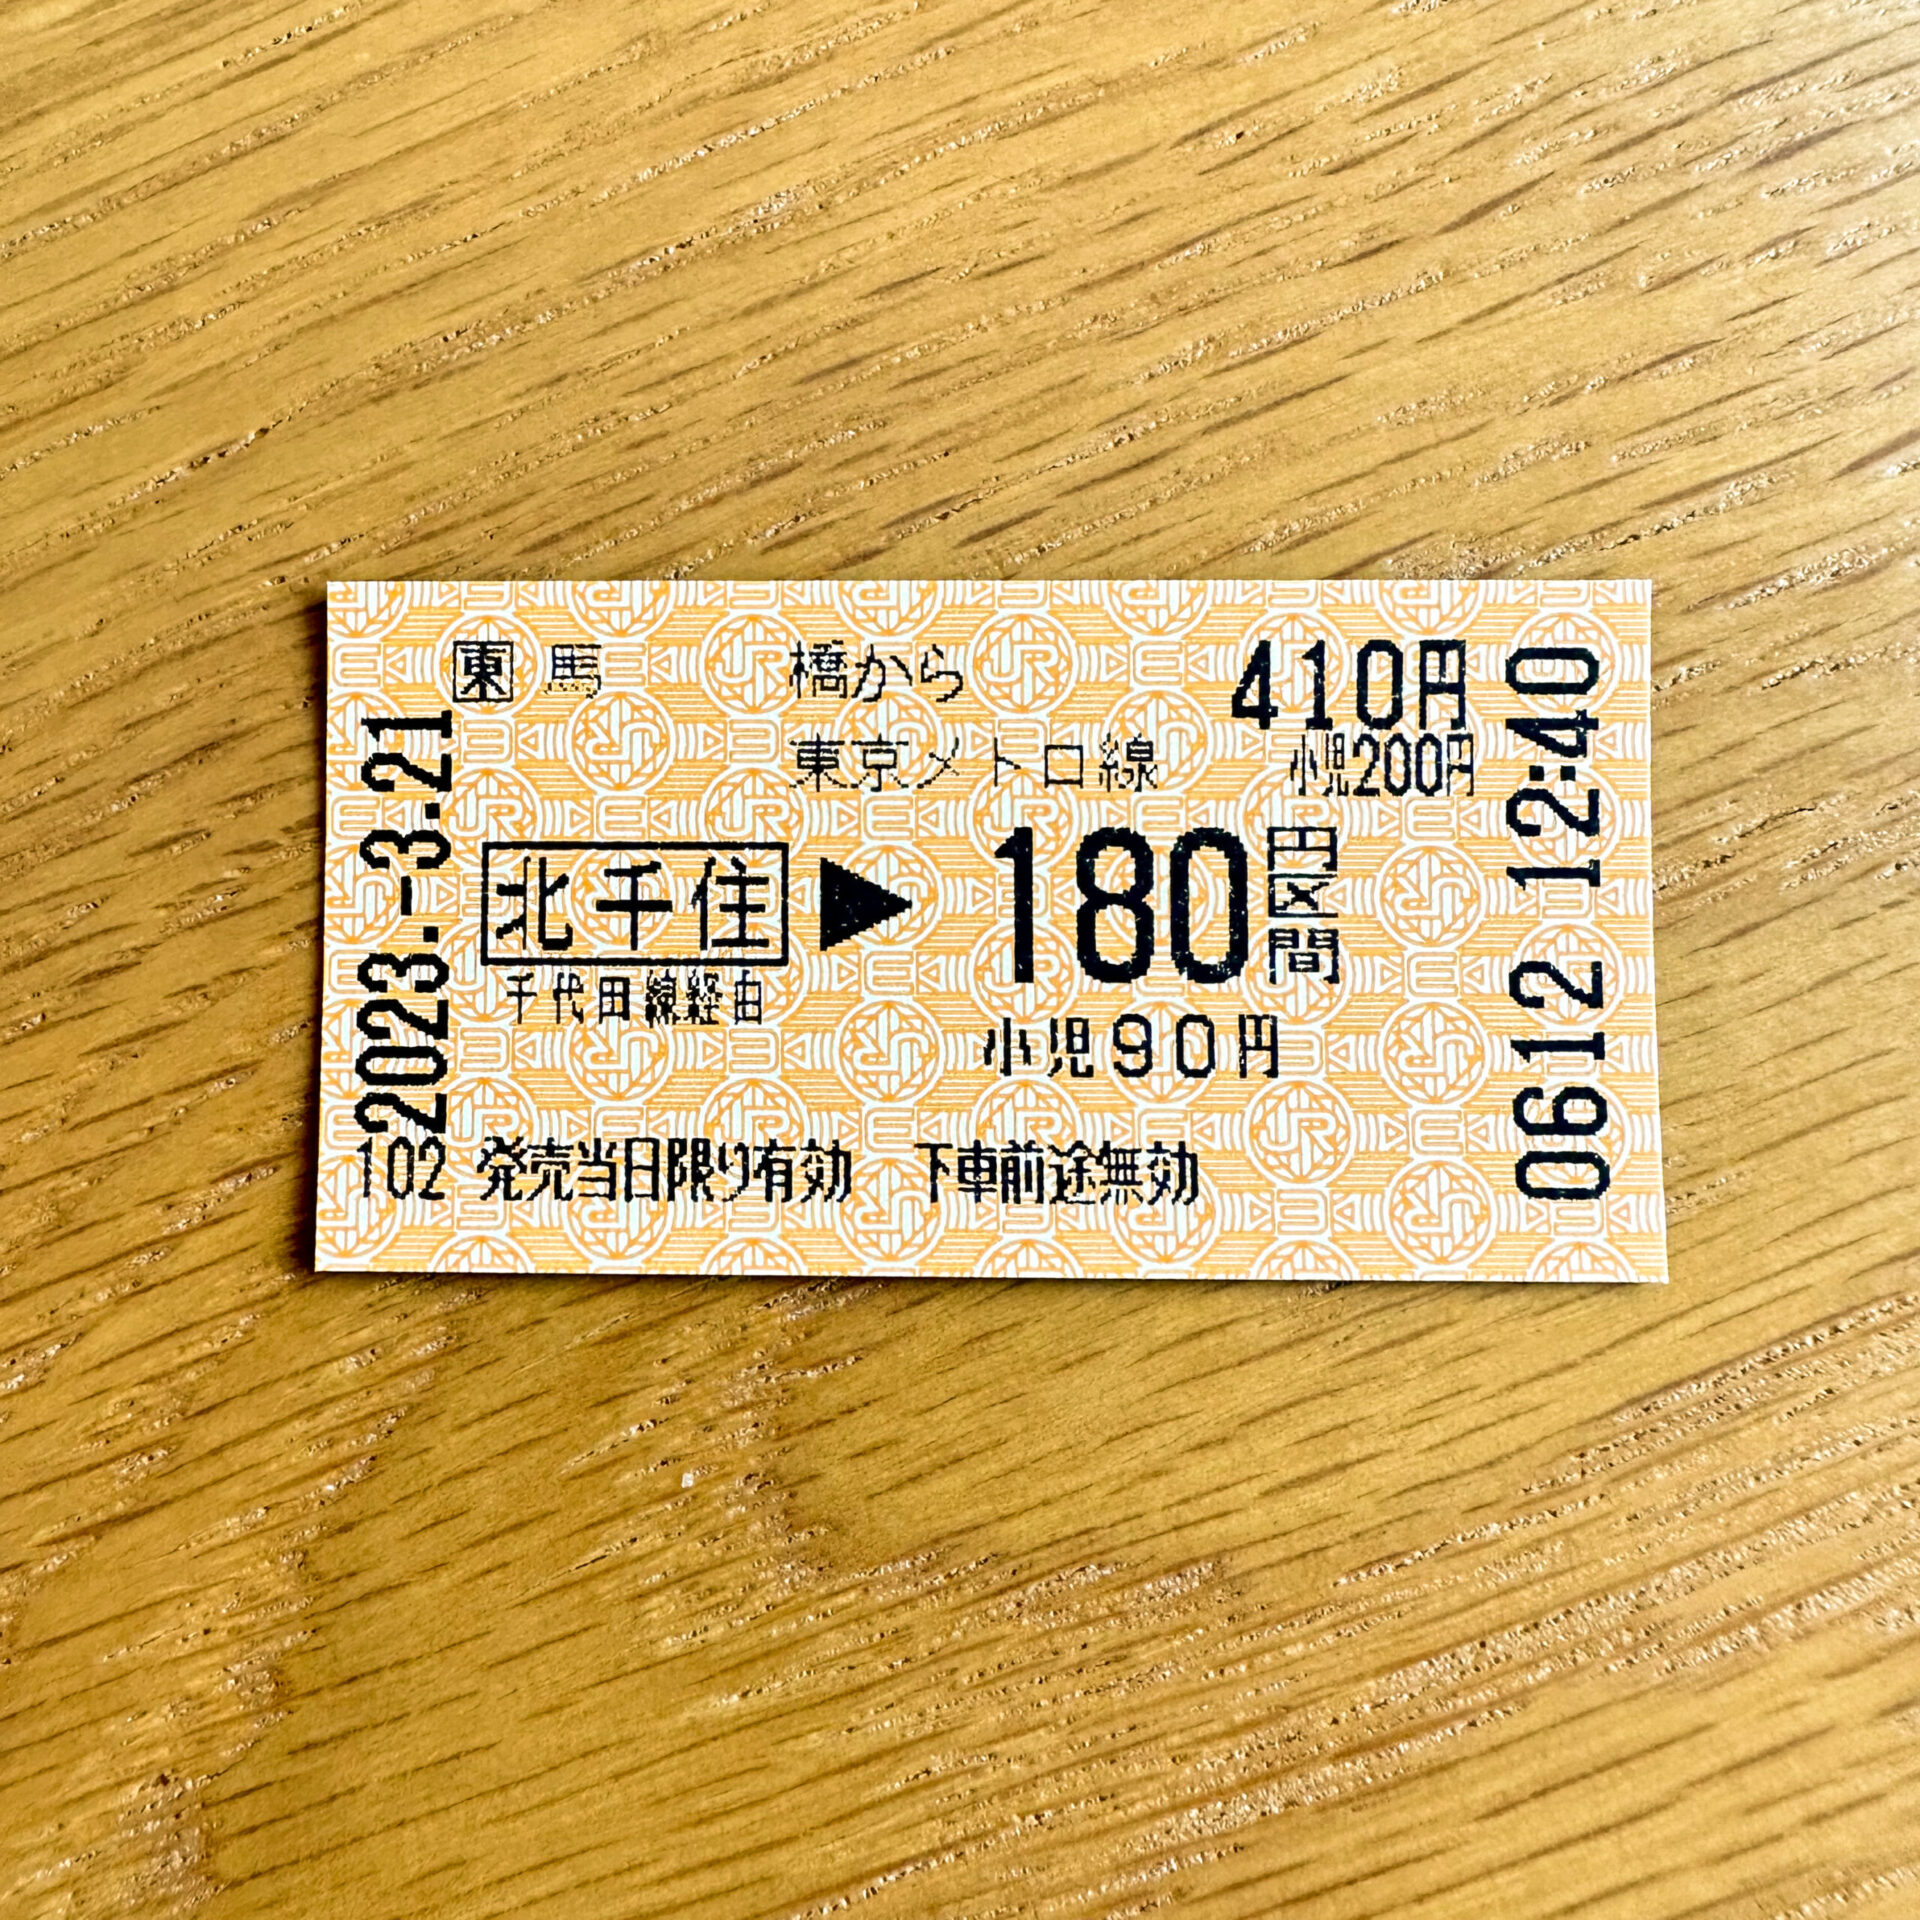 東 馬 橋から 410円
東京メトロ線 小児200円
北千住 ▶ 180円区間
千代田線経由
小児90円
102 発売当日限り有効 下車前途無効
2023.-3.21
0612 12:40